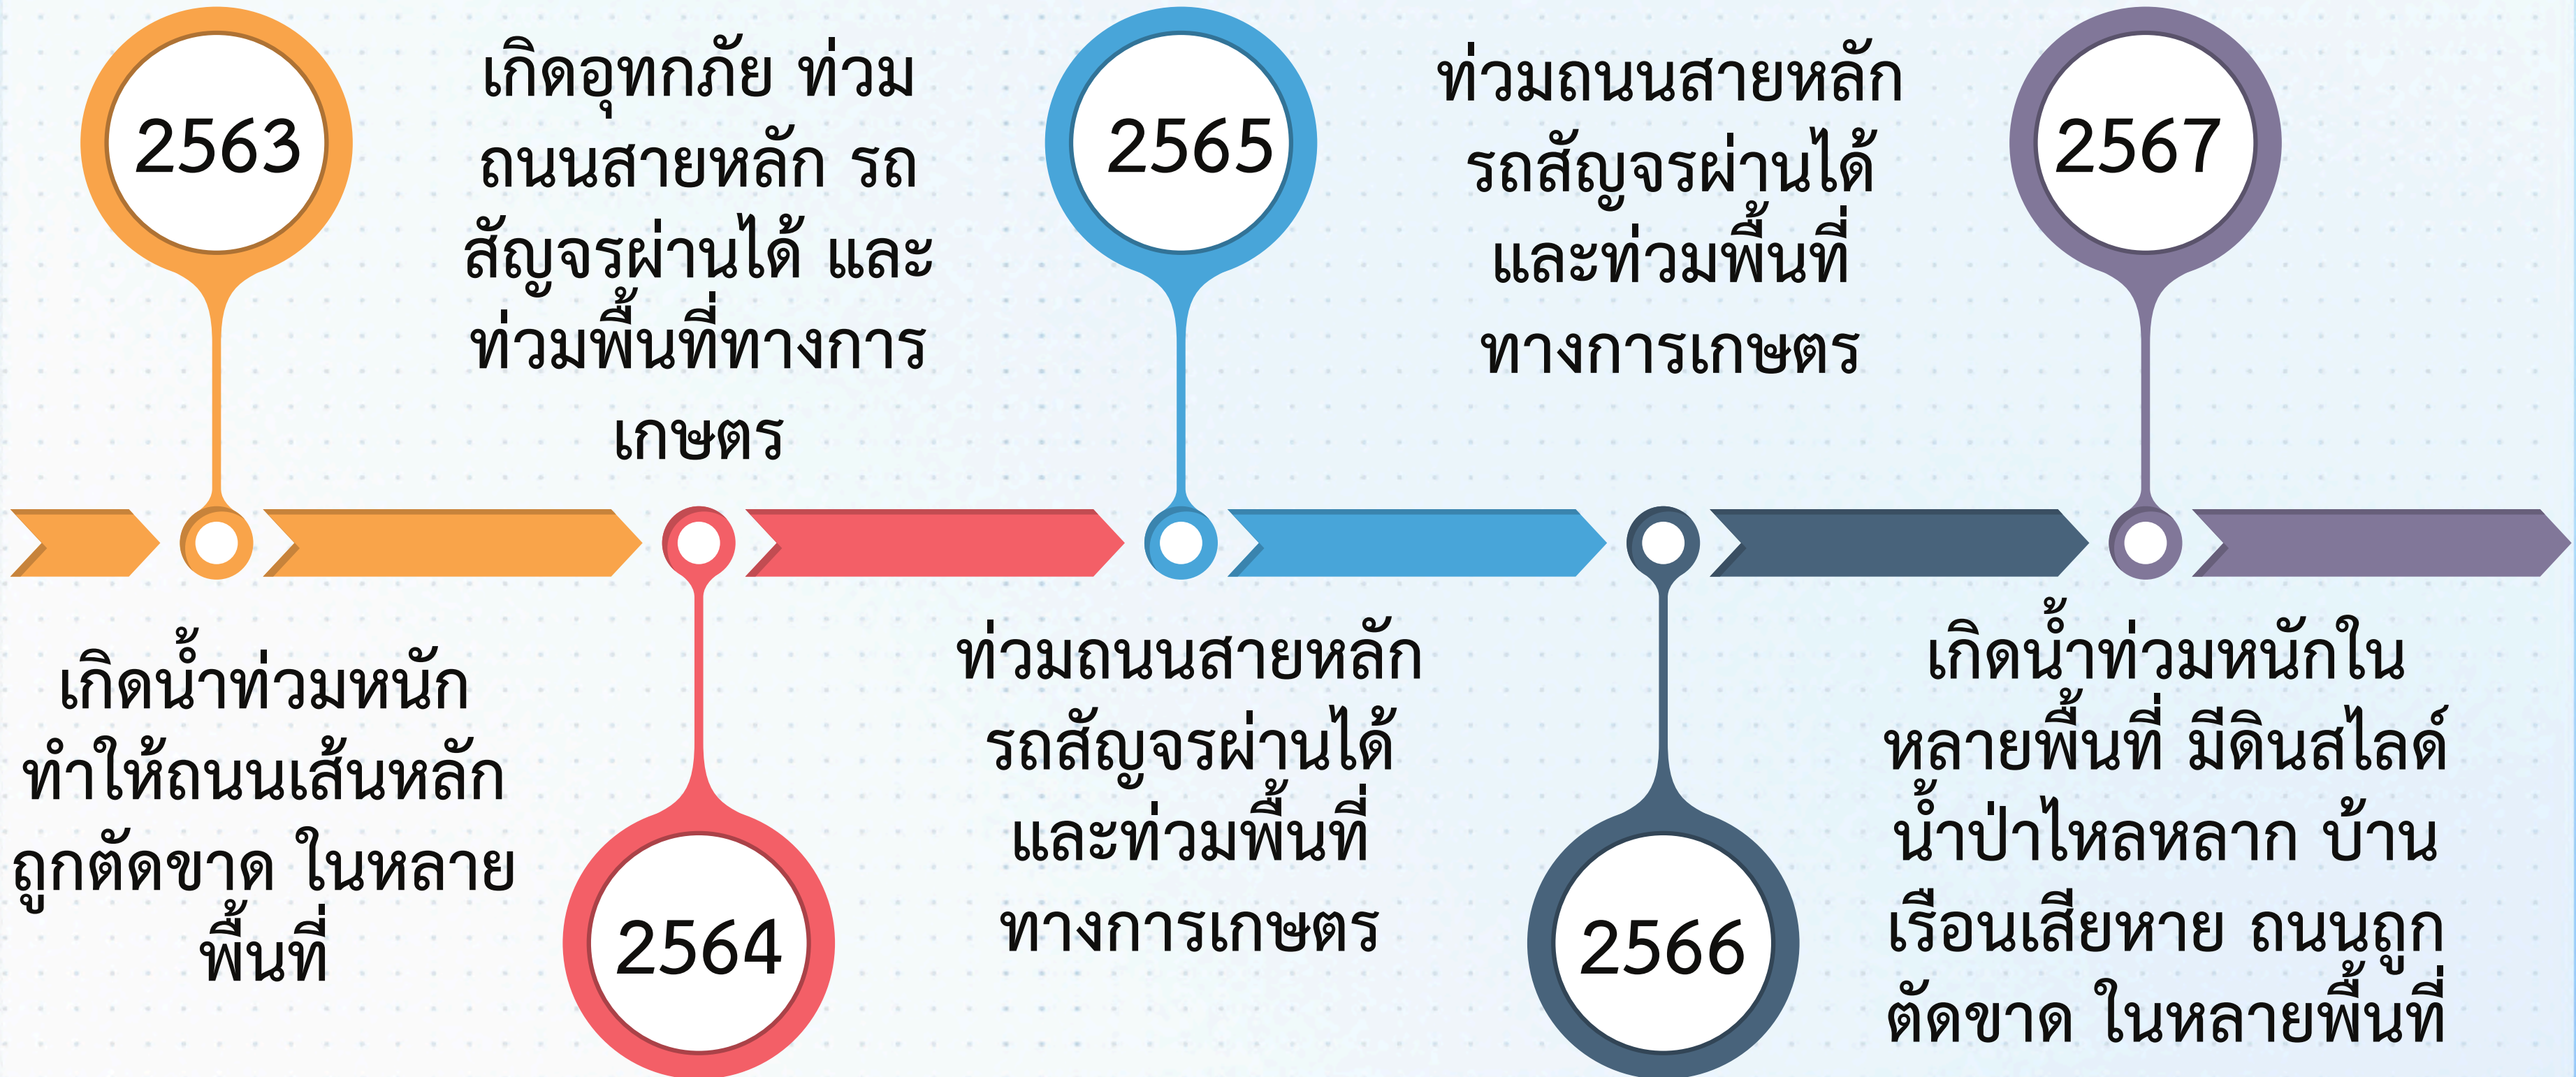 2563
เกิดน้ำท่วมหนัก
ทำให้ถนนเส้นหลัก
ถูกตัดขาด ในหลาย
พื้นที่
เกิดอุทกภัย ท่วม
ถนนสายหลัก รถ
สัญจรผ่านได้ และ
ท่วมพื้นที่ทางการ
เกษตร
2564
2565
ท่วมถนนสายหลัก
รถสัญจรผ่านได้
และท่วมพื้นที่
ทางการเกษตร
ท่วมถนนสายหลัก
รถสัญจรผ่านได้
และท่วมพื้นที่
ทางการเกษตร
2566
2567
เกิดน้ำท่วมหนักใน
หลายพื้นที่ มีดินสไลด์
น้ำป่าไหลหลาก บ้าน
เรือนเสียหาย ถนนถูก
ตัดขาด ในหลายพื้นที่